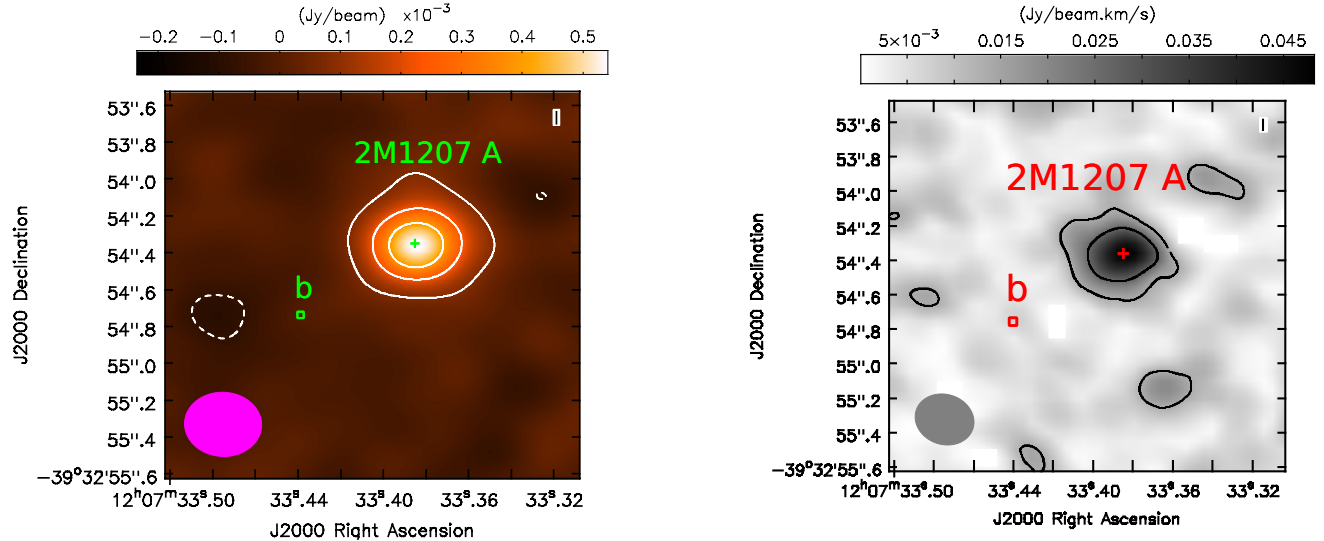 (Jy/beam) ×10⁻³
−0.2 −0.1 0 0.1 0.2 0.3 0.4 0.5
53".6
53".8
54".0
54".2
54".4
54".6
54".8
55".0
55".2
55".4
−39°32'55".6
12ʰ07ᵐ33ˢ.50 33ˢ.44 33ˢ.40 33ˢ.36 33ˢ.32
J2000 Right Ascension
J2000 Declination
2M1207 A
b
I
(Jy/beam.km/s)
5×10⁻³ 0.015 0.025 0.035 0.045
53".6
53".8
54".0
54".2
54".4
54".6
54".8
55".0
55".2
55".4
−39°32'55".6
12ʰ07ᵐ33ˢ.50 33ˢ.44 33ˢ.40 33ˢ.36 33ˢ.32
J2000 Right Ascension
J2000 Declination
2M1207 A
b
I